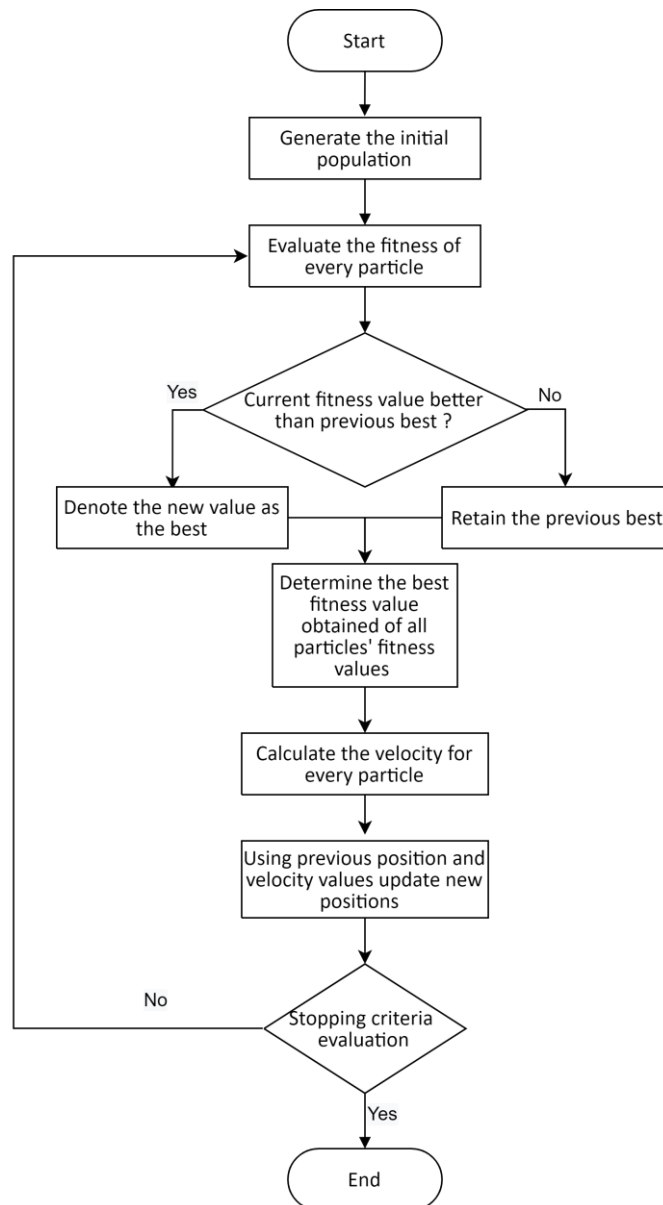 Start
Generate the initial
population
Evaluate the fitness of
every particle
Current fitness value better
than previous best ?
Yes
No
Denote the new value as
the best
Retain the previous best
Determine the best
fitness value
obtained of all
particles' fitness
values
Calculate the velocity for
every particle
Using previous position and
velocity values update new
positions
Stopping criteria
evaluation
No
Yes
End